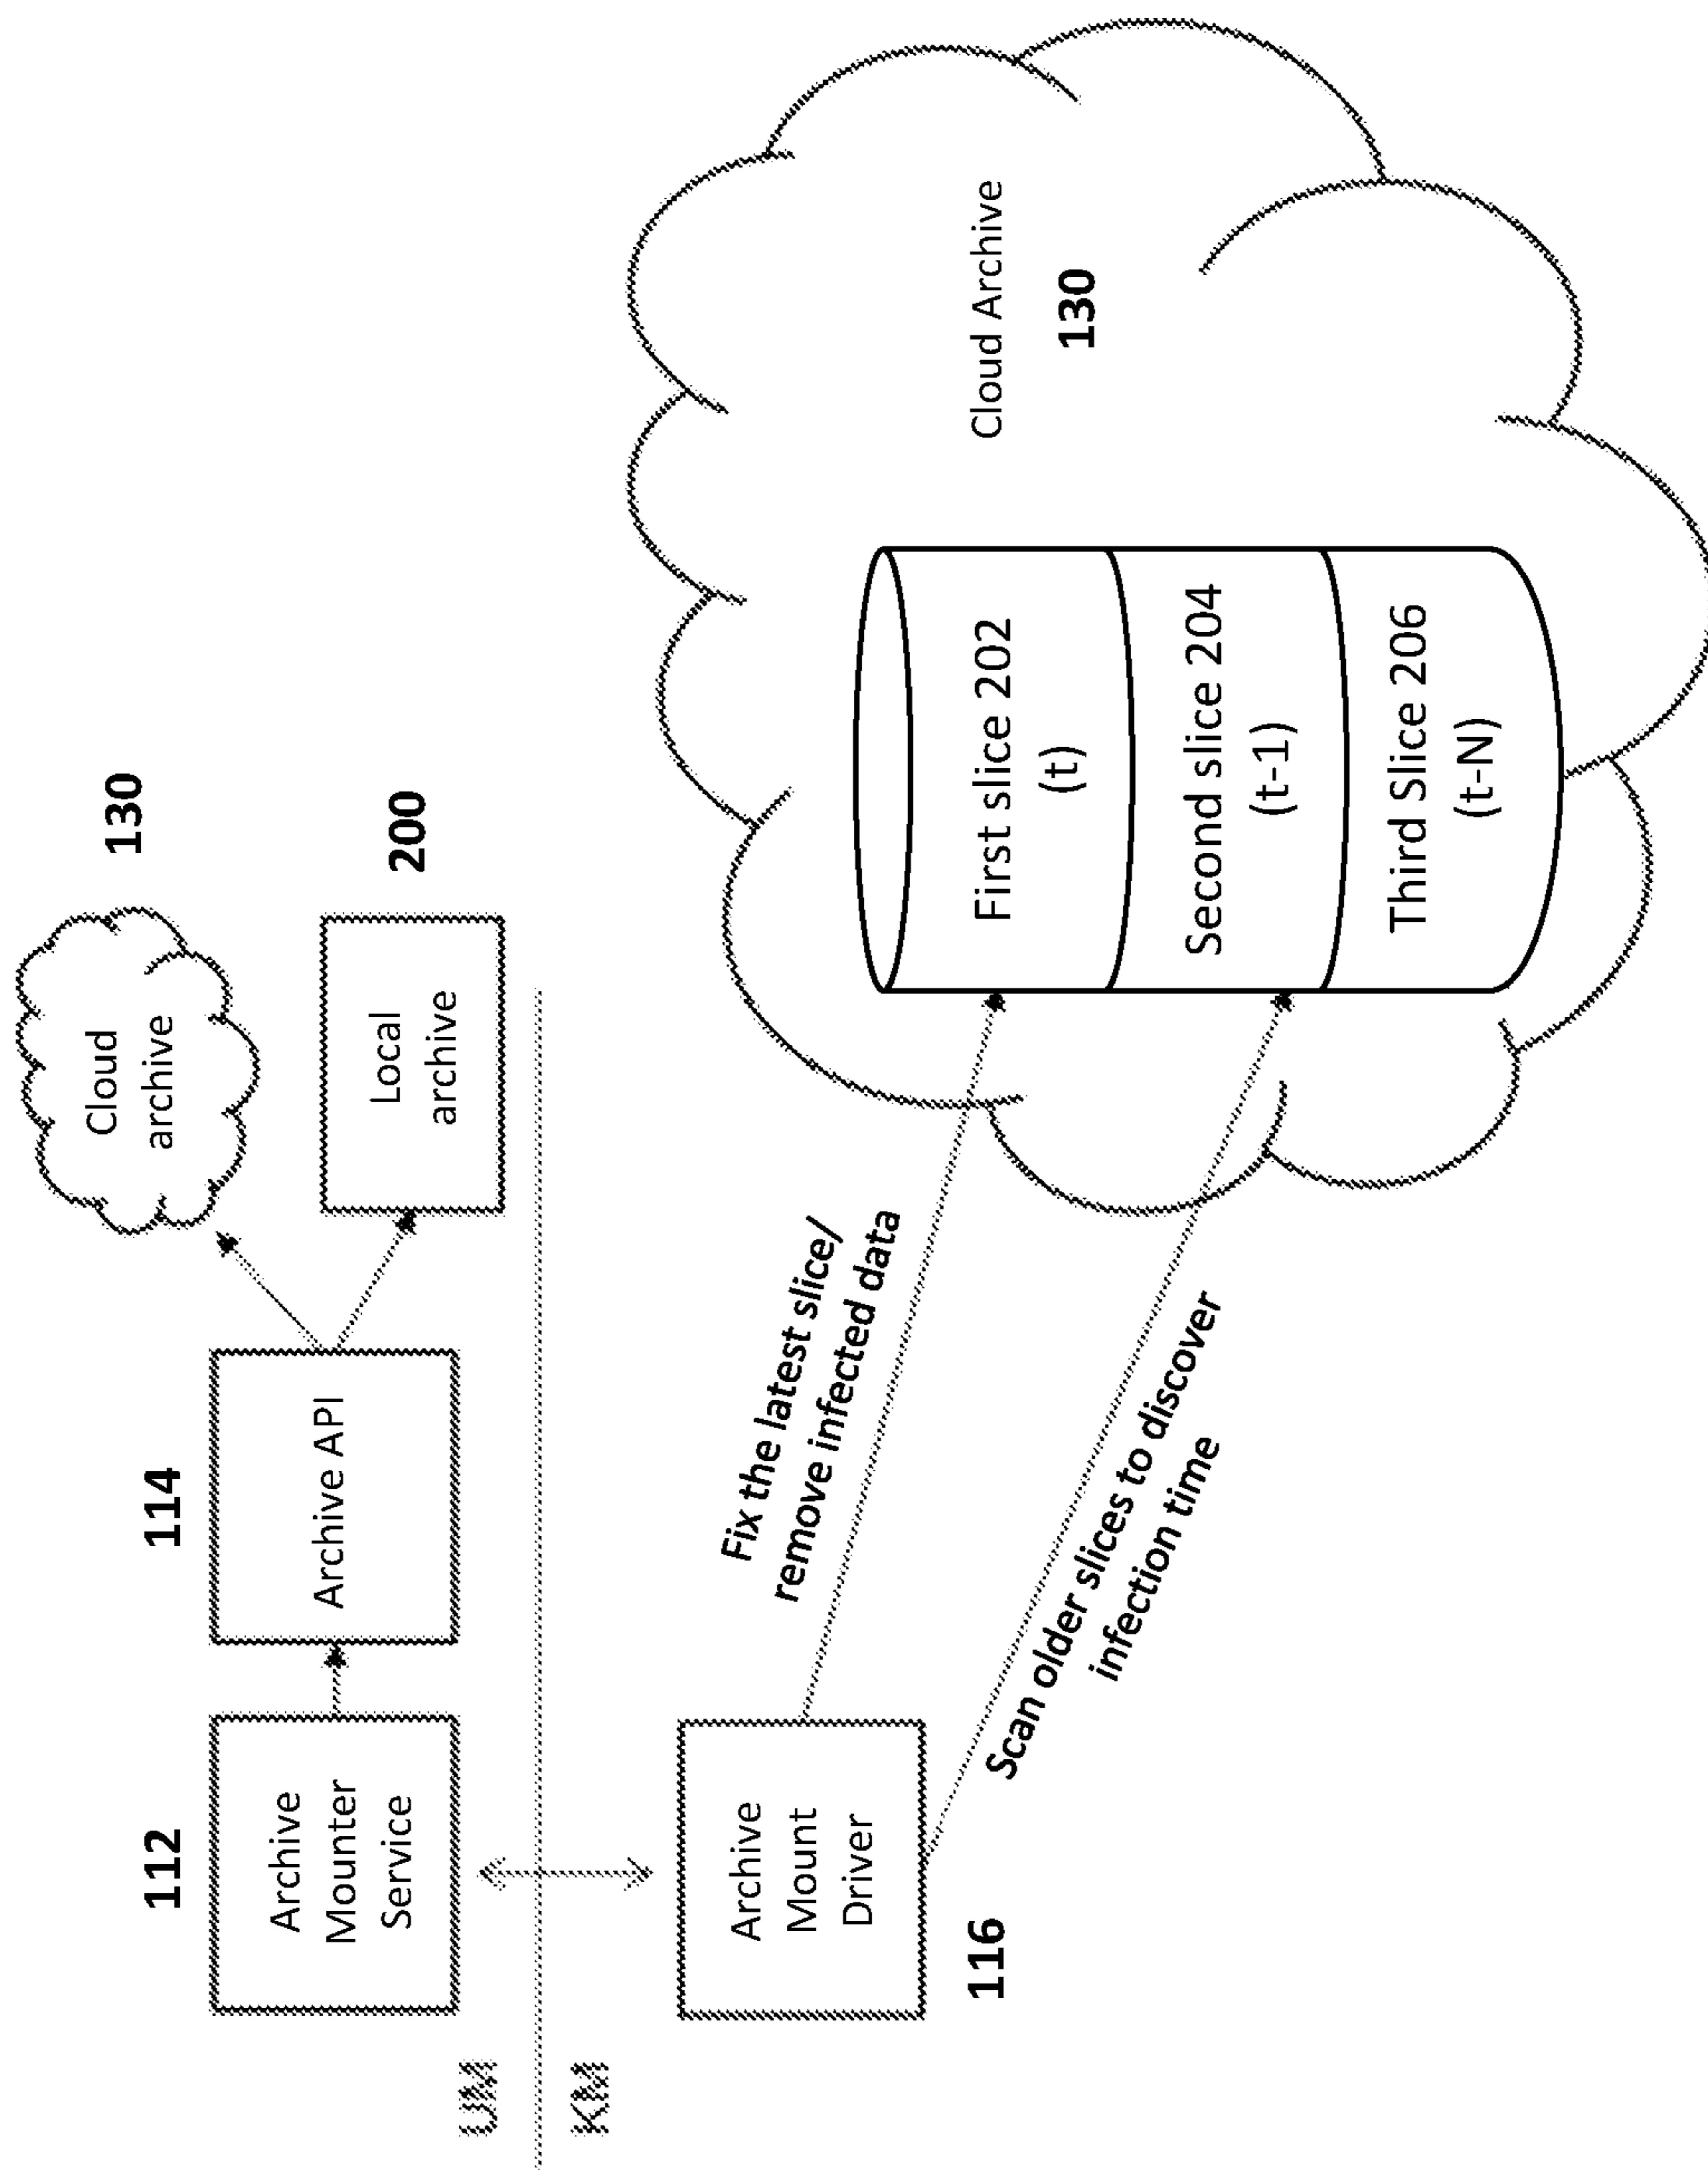 112
Archive
Mounter
Service
114
Archive API
130
Cloud
archive
200
Local
archive
UM
KM
Archive
Mount
Driver
116
Fix the latest slice/
remove infected data
Scan older slices to discover
infection time
First slice 202
(t)
Second slice 204
(t-1)
Third Slice 206
(t-N)
Cloud Archive
130